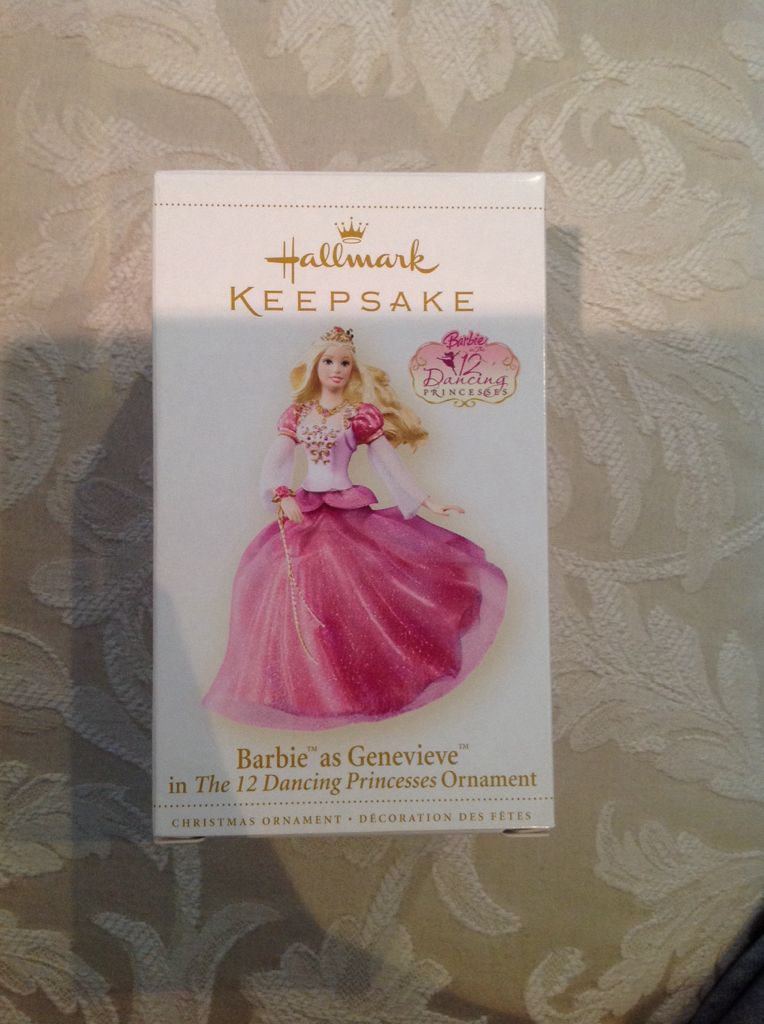 Hallmark
KEEPSAKE
Barbie™
in The
12
Dancing
PRINCESSES
Barbie™ as Genevieve™
in The 12 Dancing Princesses Ornament
CHRISTMAS ORNAMENT • DÉCORATION DES FÊTES